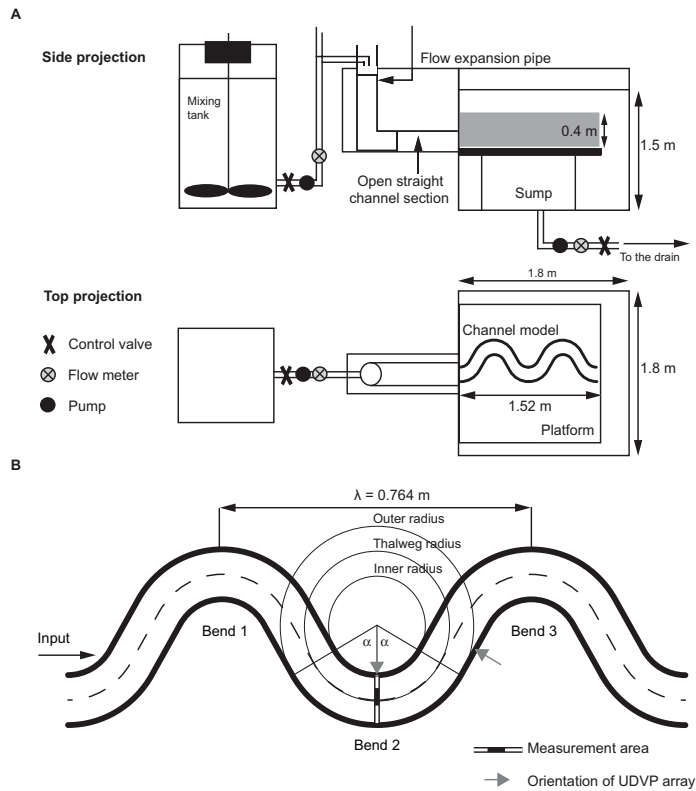 A
Side projection
Flow expansion pipe
Mixing
tank
0.4 m
1.5 m
Open straight
channel section
Sump
To the drain
1.8 m
Top projection
Channel model
Control valve
Flow meter
1.8 m
1.52 m
Pump
Platform
B
λ = 0.764 m
Outer radius
Thalweg radius
Inner radius
Input
Bend 1
α α
Bend 3
Bend 2
Measurement area
Orientation of UDVP array